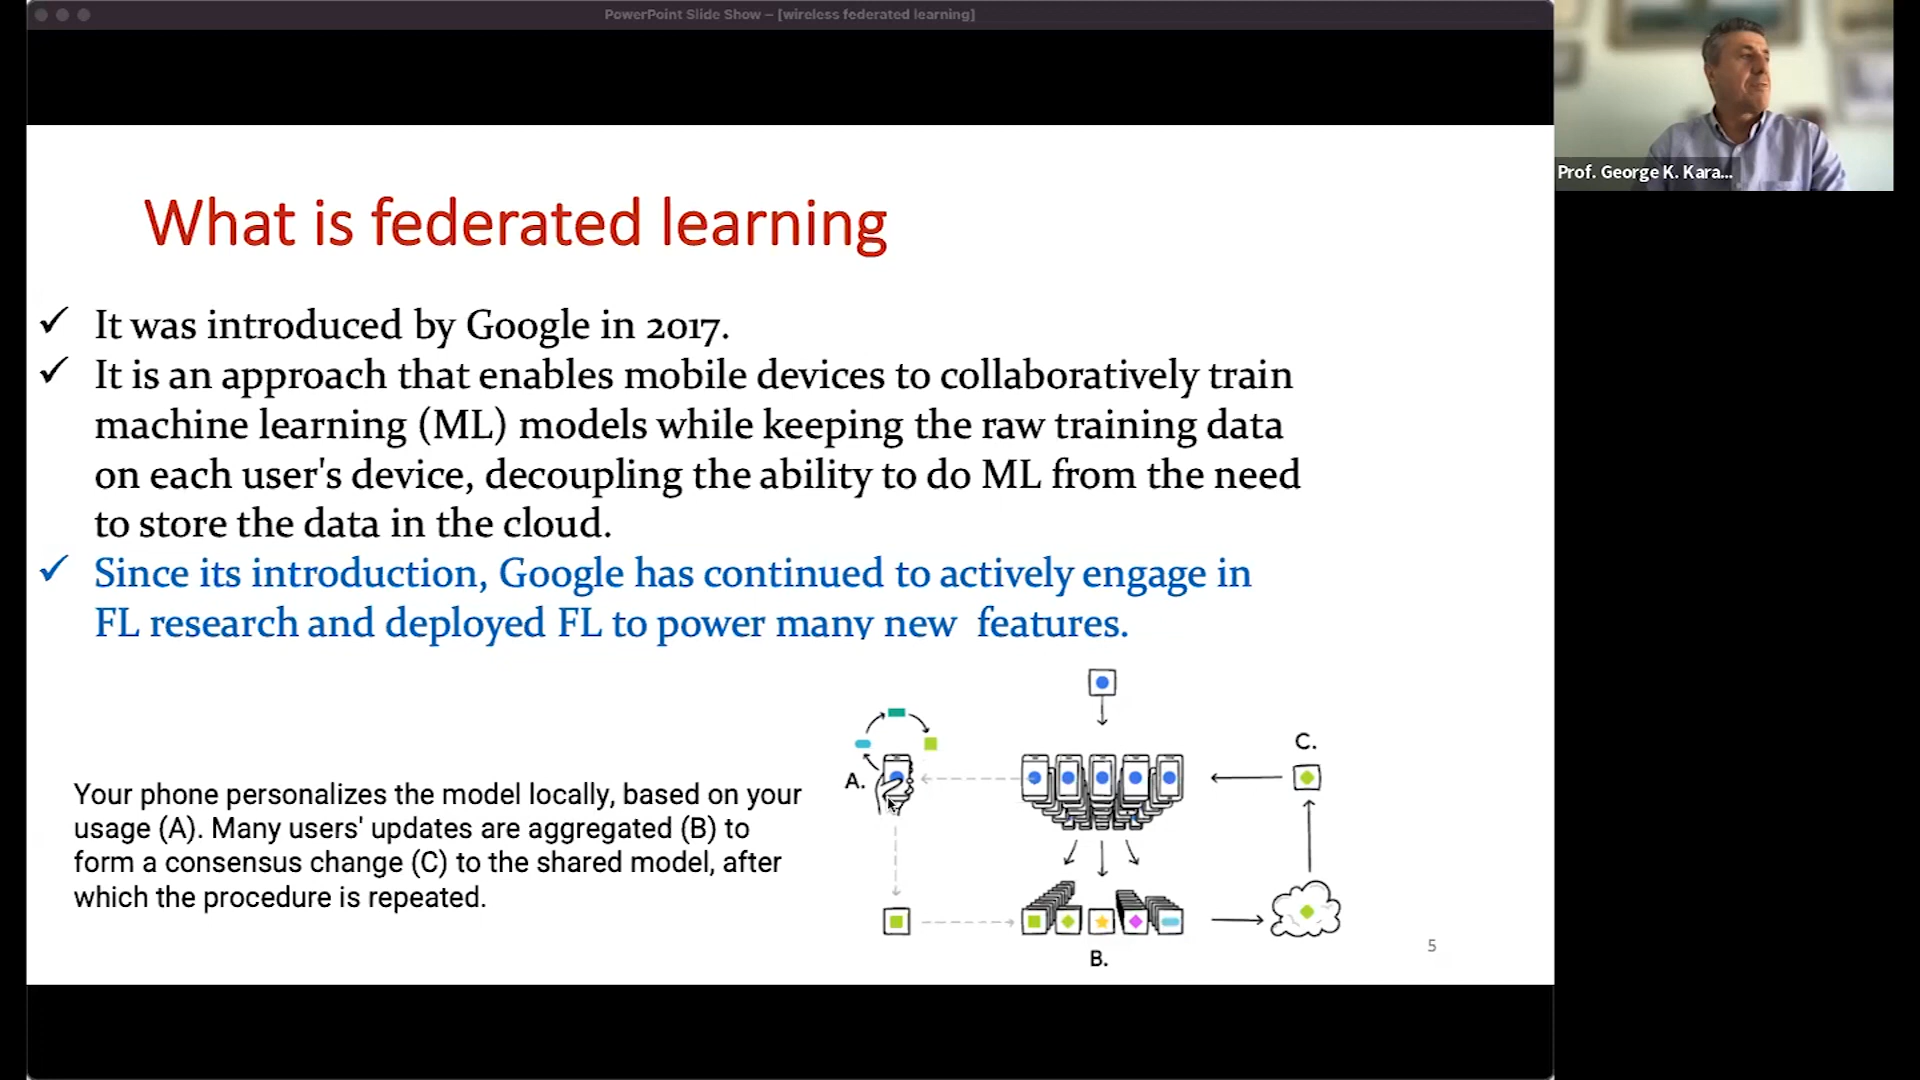 PowerPoint Slide Show – [wireless federated learning]
Prof. George K. Kara...
What is federated learning
✓ It was introduced by Google in 2017.
✓ It is an approach that enables mobile devices to collaboratively train
machine learning (ML) models while keeping the raw training data
on each user's device, decoupling the ability to do ML from the need
to store the data in the cloud.
✓ Since its introduction, Google has continued to actively engage in
FL research and deployed FL to power many new  features.
Your phone personalizes the model locally, based on your
usage (A). Many users' updates are aggregated (B) to
form a consensus change (C) to the shared model, after
which the procedure is repeated.
A.
C.
B.
5